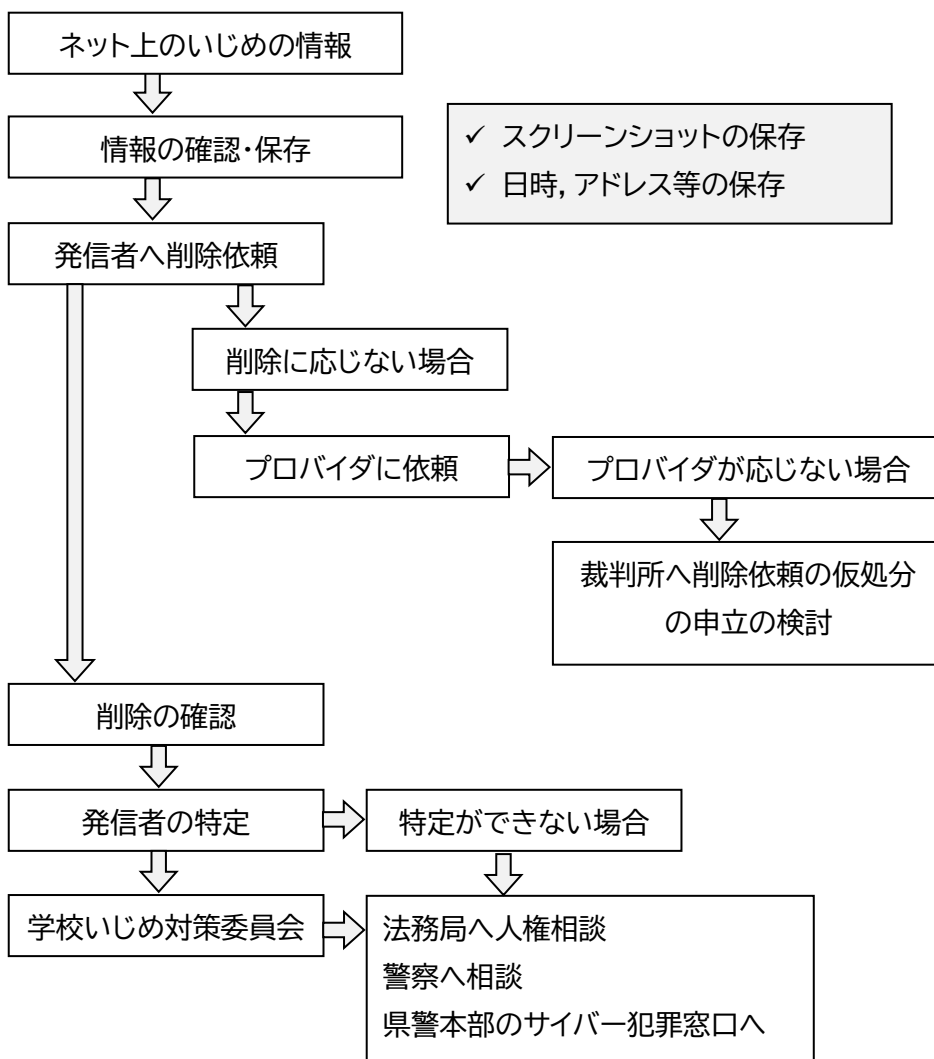 ネット上のいじめの情報
情報の確認・保存
✓ スクリーンショットの保存
✓ 日時, アドレス等の保存
発信者へ削除依頼
削除に応じない場合
プロバイダに依頼
プロバイダが応じない場合
裁判所へ削除依頼の仮処分
の申立の検討
削除の確認
発信者の特定
特定ができない場合
学校いじめ対策委員会
法務局へ人権相談
警察へ相談
県警本部のサイバー犯罪窓口へ